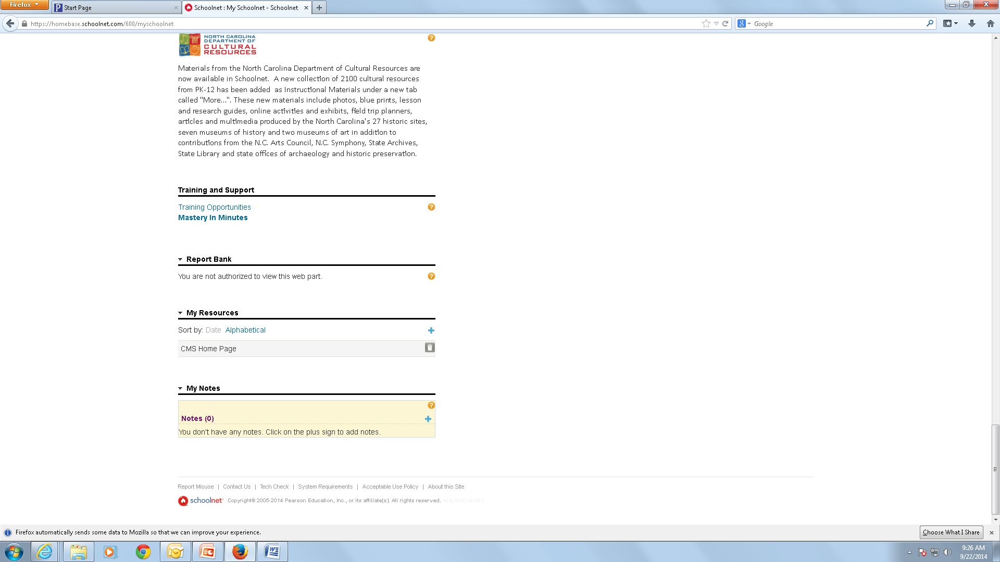 Firefox
Start Page
Schoolnet : My Schoolnet - Schoolnet
https://homebase.schoolnet.com/600/myschoolnet
Google
NORTH CAROLINA
DEPARTMENT OF
CULTURAL
RESOURCES
Materials from the North Carolina Department of Cultural Resources are
now available in Schoolnet.  A new collection of 2100 cultural resources
from PK-12 has been added  as Instructional Materials under a new tab
called "More...". These new materials include photos, blue prints, lesson
and research guides, online activities and exhibits, field trip planners,
articles and multimedia produced by the North Carolina's 27 historic sites,
seven museums of history and two museums of art in addition to
contributions from the N.C. Arts Council, N.C. Symphony, State Archives,
State Library and state offices of archaeology and historic preservation.
Training and Support
Training Opportunities
Mastery In Minutes
Report Bank
You are not authorized to view this web part.
My Resources
Sort by: Date Alphabetical
CMS Home Page
My Notes
Notes (0)
You don't have any notes. Click on the plus sign to add notes.
Report Misuse | Contact Us | Tech Check | System Requirements | Acceptable Use Policy | About this Site
schoolnet Copyright© 2005-2014 Pearson Education, Inc., or its affiliate(s). All rights reserved.
Firefox automatically sends some data to Mozilla so that we can improve your experience.
Choose What I Share
9:26 AM
9/22/2014